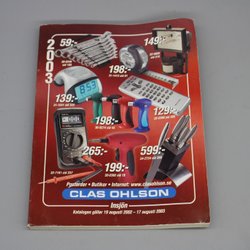 2003
59:-
149:-
198:-
139:-
129:-
198:-
265:-
199:-
599:-
Postorder • Butiker • Internet: www.clasohlson.se
CLAS OHLSON
Insjön
Katalogen gäller 19 augusti 2002 – 17 augusti 2003